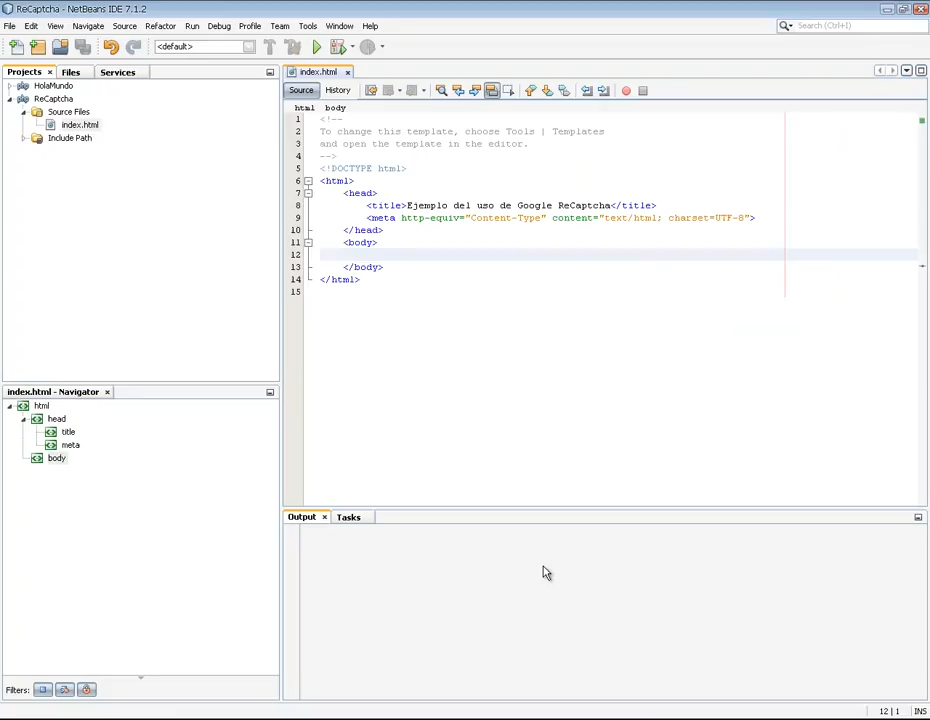 ReCaptcha - NetBeans IDE 7.1.2
File Edit View Navigate Source Refactor Run Debug Profile Team Tools Window Help
Search (Ctrl+I)
<default>
Projects Files Services
index.html
HolaMundo
ReCaptcha
Source Files
index.html
Include Path
Source History
html body
1 <!--
2 To change this template, choose Tools | Templates
3 and open the template in the editor.
4 -->
5 <!DOCTYPE html>
6 <html>
7 <head>
8 <title>Ejemplo del uso de Google ReCaptcha</title>
9 <meta http-equiv="Content-Type" content="text/html; charset=UTF-8">
10 </head>
11 <body>
12
13 </body>
14 </html>
15
index.html - Navigator
html
head
title
meta
body
Output Tasks
Filters:
12 | 1 INS